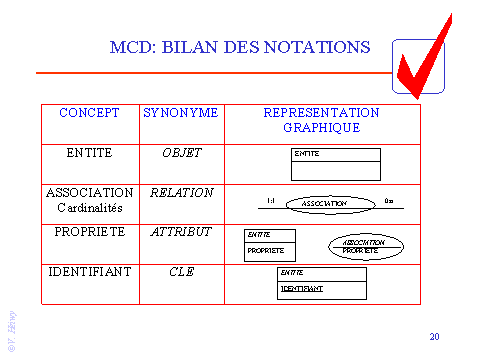 MCD: BILAN DES NOTATIONS
CONCEPT SYNONYME REPRESENTATION
GRAPHIQUE
ENTITE OBJET ENTITE
ASSOCIATION RELATION
Cardinalités 1:1 ASSOCIATION 0:n
PROPRIETE ATTRIBUT ENTITE
PROPRIETE
ASSOCIATION
PROPRIETE
IDENTIFIANT CLE ENTITE
IDENTIFIANT
20